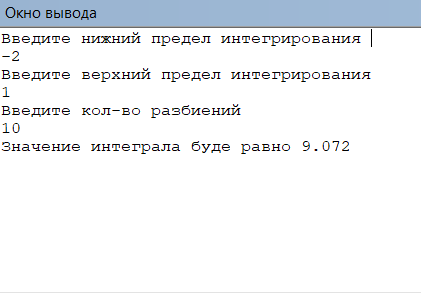 Окно вывода
Введите нижний предел интегрирования
-2
Введите верхний предел интегрирования
1
Введите кол-во разбиений
10
Значение интеграла буде равно 9.072